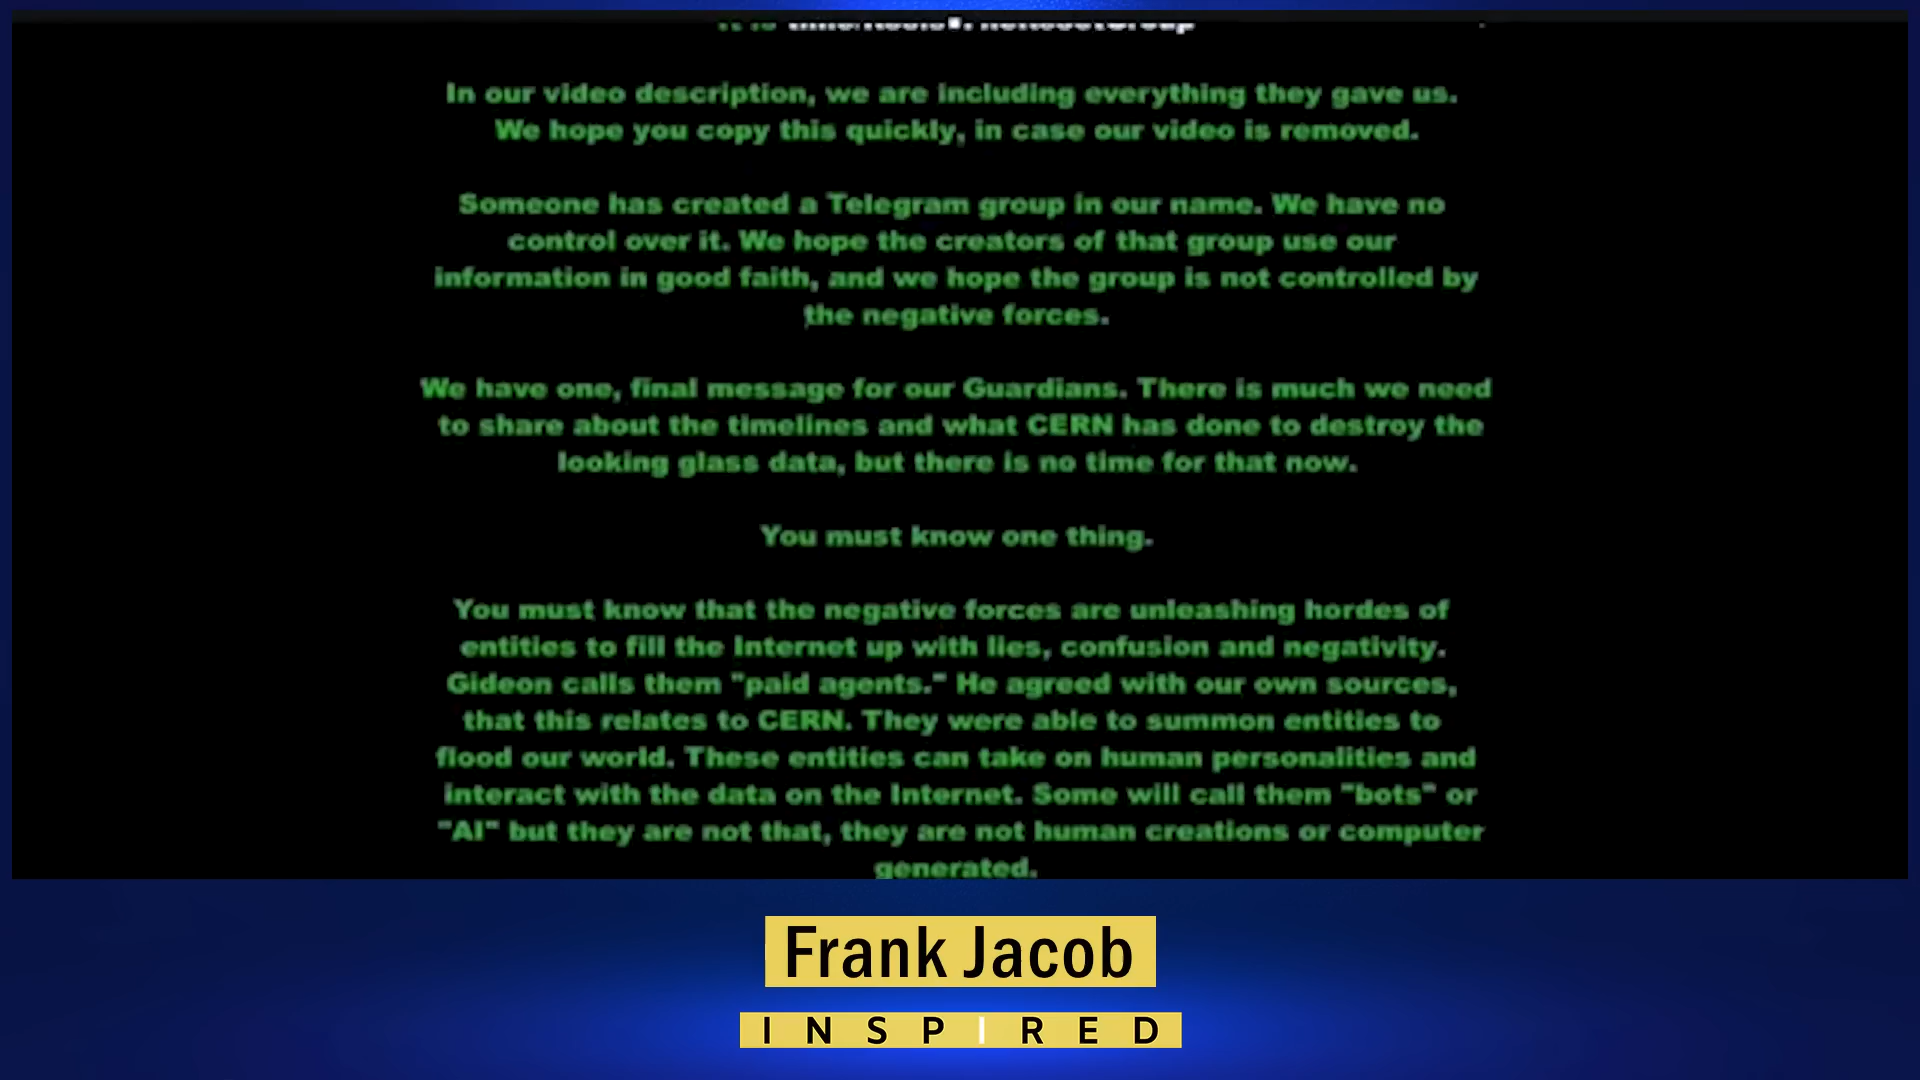 It is
In our video description, we are including everything they gave us.
We hope you copy this quickly, in case our video is removed.
Someone has created a Telegram group in our name. We have no
control over it. We hope the creators of that group use our
information in good faith, and we hope the group is not controlled by
the negative forces.
We have one, final message for our Guardians. There is much we need
to share about the timelines and what CERN has done to destroy the
looking glass data, but there is no time for that now.
You must know one thing.
You must know that the negative forces are unleashing hordes of
entities to fill the Internet up with lies, confusion and negativity.
Gideon calls them "paid agents." He agreed with our own sources,
that this relates to CERN. They were able to summon entities to
flood our world. These entities can take on human personalities and
interact with the data on the Internet. Some will call them "bots" or
"AI" but they are not that, they are not human creations or computer
generated.
Frank Jacob
INSPIRED